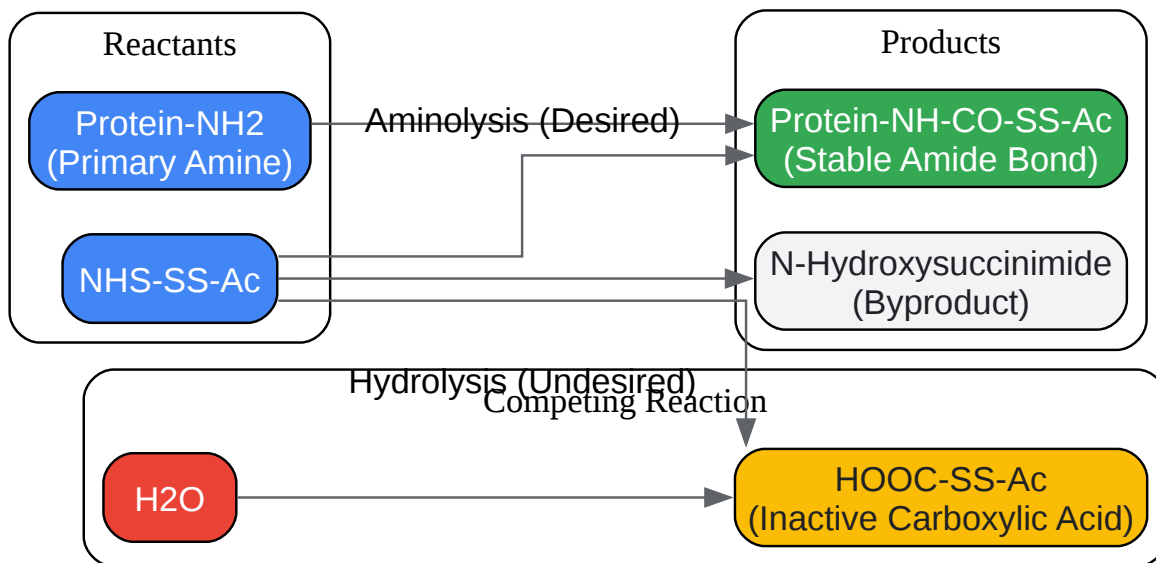 Reactants
Products
Protein-NH2
(Primary Amine)
Aminolysis (Desired)
Protein-NH-CO-SS-Ac
(Stable Amide Bond)
NHS-SS-Ac
N-Hydroxysuccinimide
(Byproduct)
Hydrolysis (Undesired)
Competing Reaction
H2O
HOOC-SS-Ac
(Inactive Carboxylic Acid)